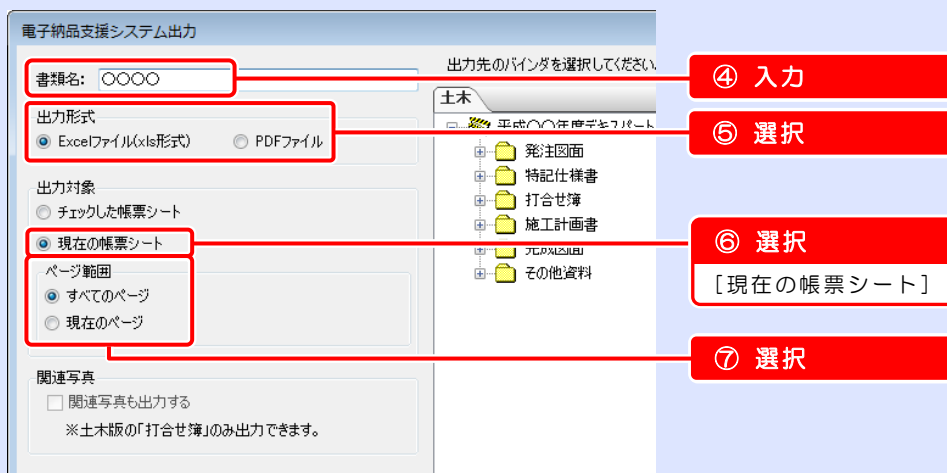 電子納品支援システム出力
書類名: 〇〇〇〇
出力形式
Excelファイル(xls形式)
PDFファイル
出力対象
チェックした帳票シート
現在の帳票シート
ページ範囲
すべてのページ
現在のページ
関連写真
関連写真も出力する
※土木版の「打合せ簿」のみ出力できます。
出力先のバインダを選択してください。
土木
平成〇〇年度デキスパート
発注図面
特記仕様書
打合せ簿
施工計画書
完成図面
その他資料
④ 入力
⑤ 選択
⑥ 選択
[現在の帳票シート]
⑦ 選択